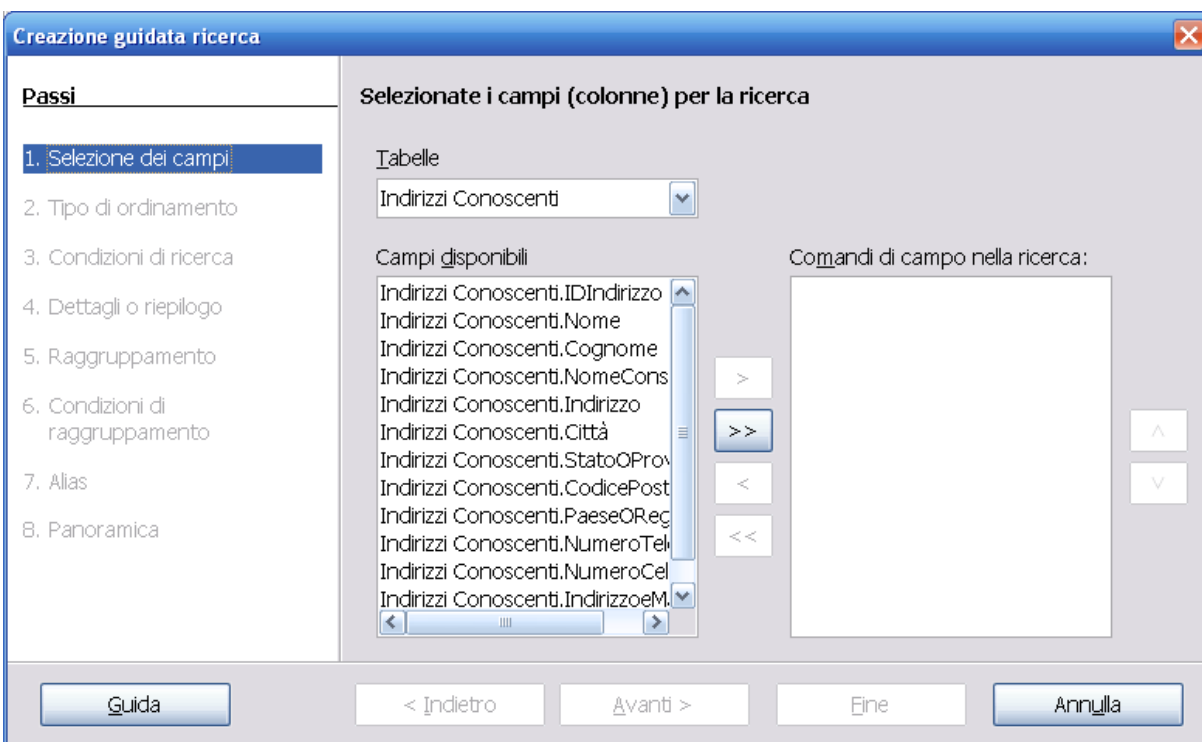 Creazione guidata ricerca
Passi
1. Selezione dei campi
2. Tipo di ordinamento
3. Condizioni di ricerca
4. Dettagli o riepilogo
5. Raggruppamento
6. Condizioni di
raggruppamento
7. Alias
8. Panoramica
Selezionate i campi (colonne) per la ricerca
Tabelle
Indirizzi Conoscenti
Campi disponibili
Indirizzi Conoscenti.IDIndirizzo
Indirizzi Conoscenti.Nome
Indirizzi Conoscenti.Cognome
Indirizzi Conoscenti.NomeCons
Indirizzi Conoscenti.Indirizzo
Indirizzi Conoscenti.Città
Indirizzi Conoscenti.StatoOProv
Indirizzi Conoscenti.CodicePost
Indirizzi Conoscenti.PaeseOReg
Indirizzi Conoscenti.NumeroTel
Indirizzi Conoscenti.NumeroCel
Indirizzi Conoscenti.IndirizzoeM
>
>>
<
<<
Comandi di campo nella ricerca:
Guida
< Indietro
Avanti >
Fine
Annulla